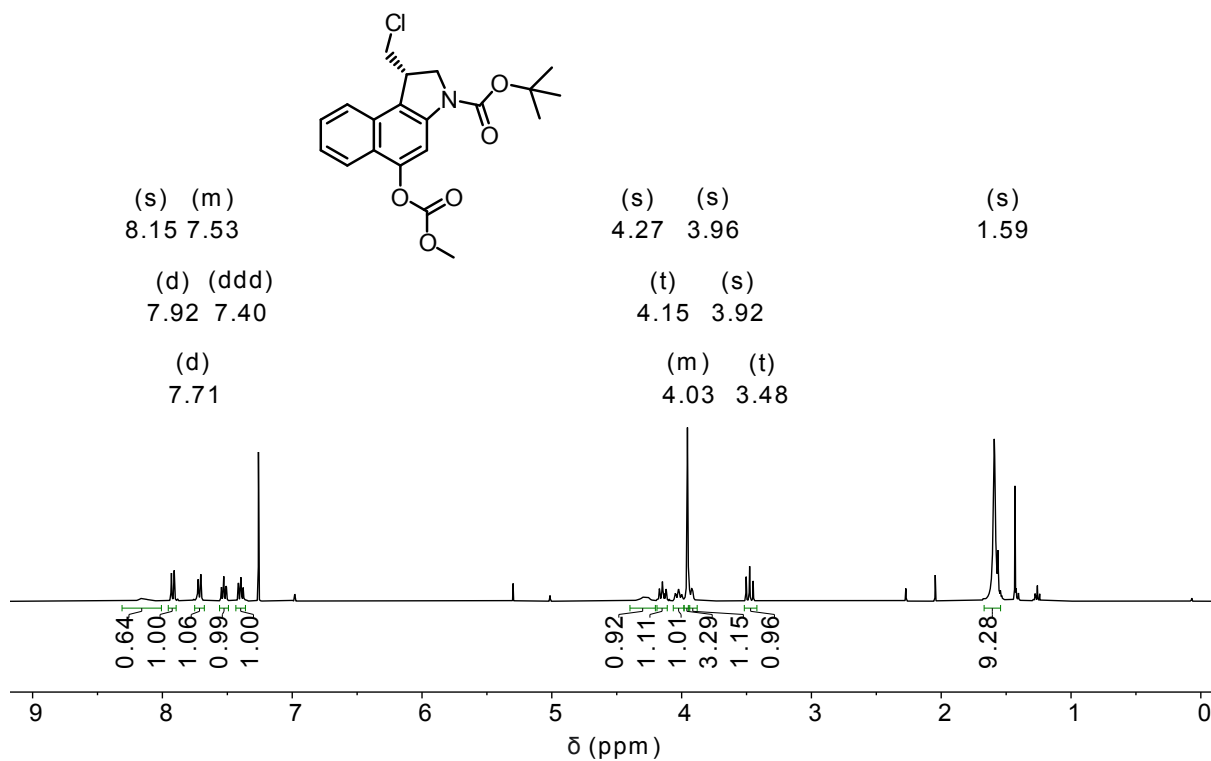 Cl
N
O
O
O
O
O
Me
(s) (m)
8.15 7.53
(s) (s)
4.27 3.96
(s)
1.59
(d) (ddd)
7.92 7.40
(t) (s)
4.15 3.92
(d)
7.71
(m) (t)
4.03 3.48
0.64
1.00
1.06
0.99
1.00
0.92
1.11
1.01
3.29
1.15
0.96
9.28
9 8 7 6 5 4 3 2 1 0
δ (ppm)